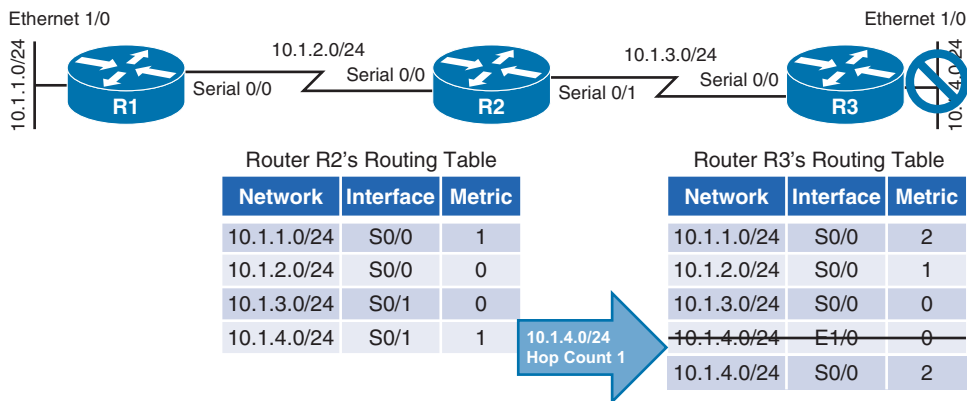 Ethernet 1/0
Ethernet 1/0
10.1.1.0/24
10.1.2.0/24
10.1.3.0/24
10.1.4.0/24
Serial 0/0
Serial 0/0
Serial 0/1
Serial 0/0
R1
R2
R3
Router R2's Routing Table
Network Interface Metric
10.1.1.0/24 S0/0 1
10.1.2.0/24 S0/0 0
10.1.3.0/24 S0/1 0
10.1.4.0/24 S0/1 1
10.1.4.0/24
Hop Count 1
Router R3's Routing Table
Network Interface Metric
10.1.1.0/24 S0/0 2
10.1.2.0/24 S0/0 1
10.1.3.0/24 S0/0 0
10.1.4.0/24 E1/0 0
10.1.4.0/24 S0/0 2